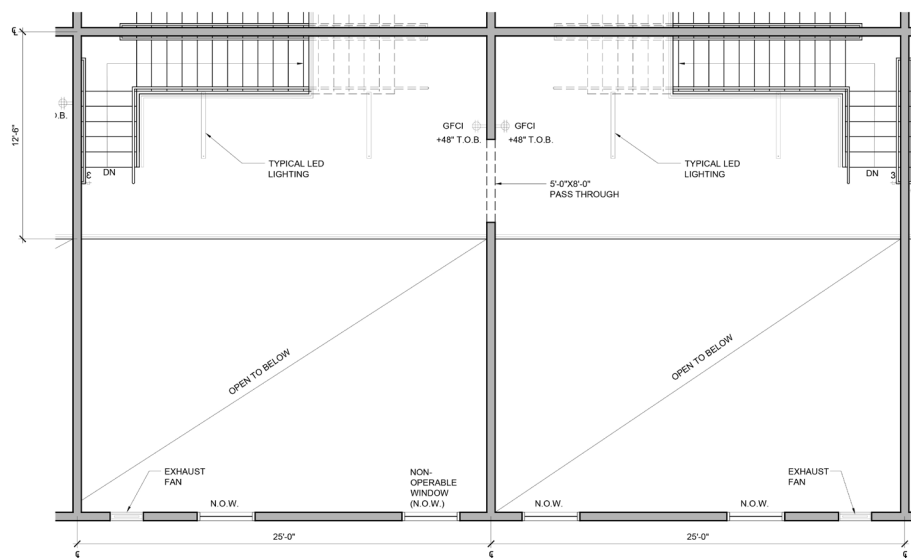 12'-6"
.B.
DN
3
TYPICAL LED
LIGHTING
GFCI
+48" T.O.B.
GFCI
+48" T.O.B.
5'-0"X8'-0"
PASS THROUGH
TYPICAL LED
LIGHTING
DN
3
OPEN TO BELOW
OPEN TO BELOW
EXHAUST
FAN
N.O.W.
NON-
OPERABLE
WINDOW
(N.O.W.)
N.O.W.
N.O.W.
EXHAUST
FAN
25'-0"
25'-0"